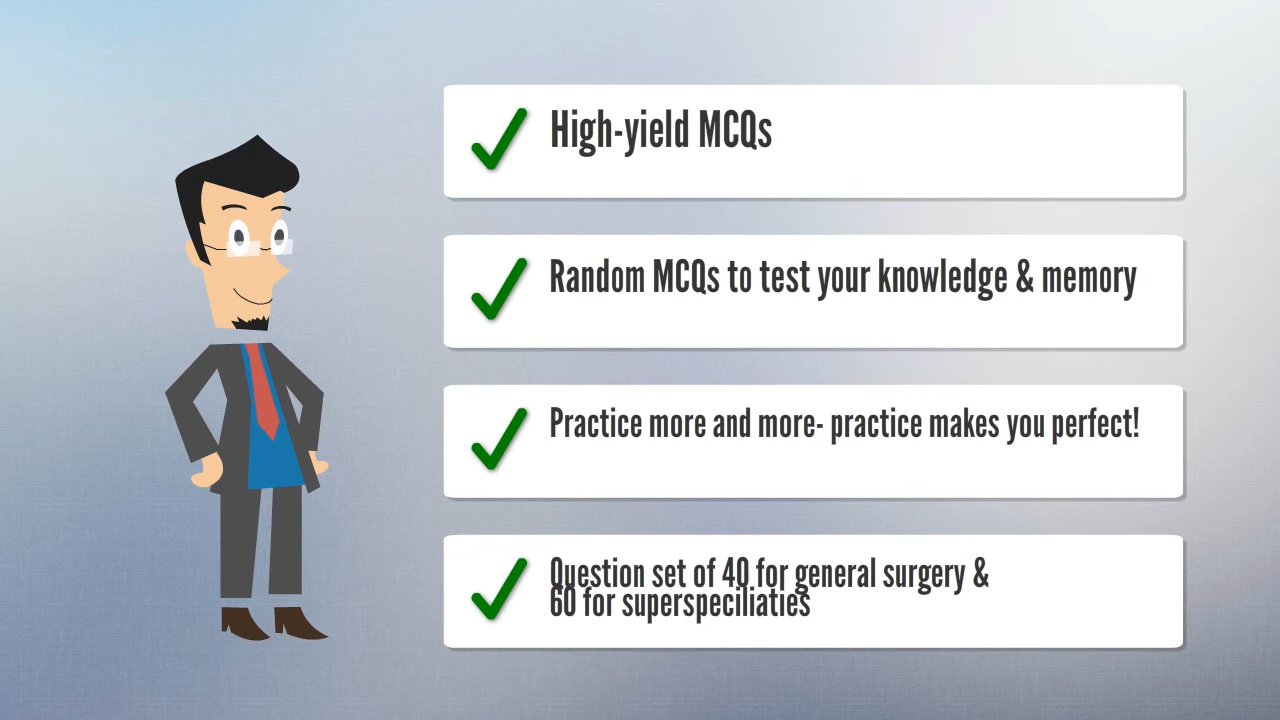 High-yield MCQs
Random MCQs to test your knowledge & memory
Practice more and more- practice makes you perfect!
Question set of 40 for general surgery &
60 for superspeciliaties